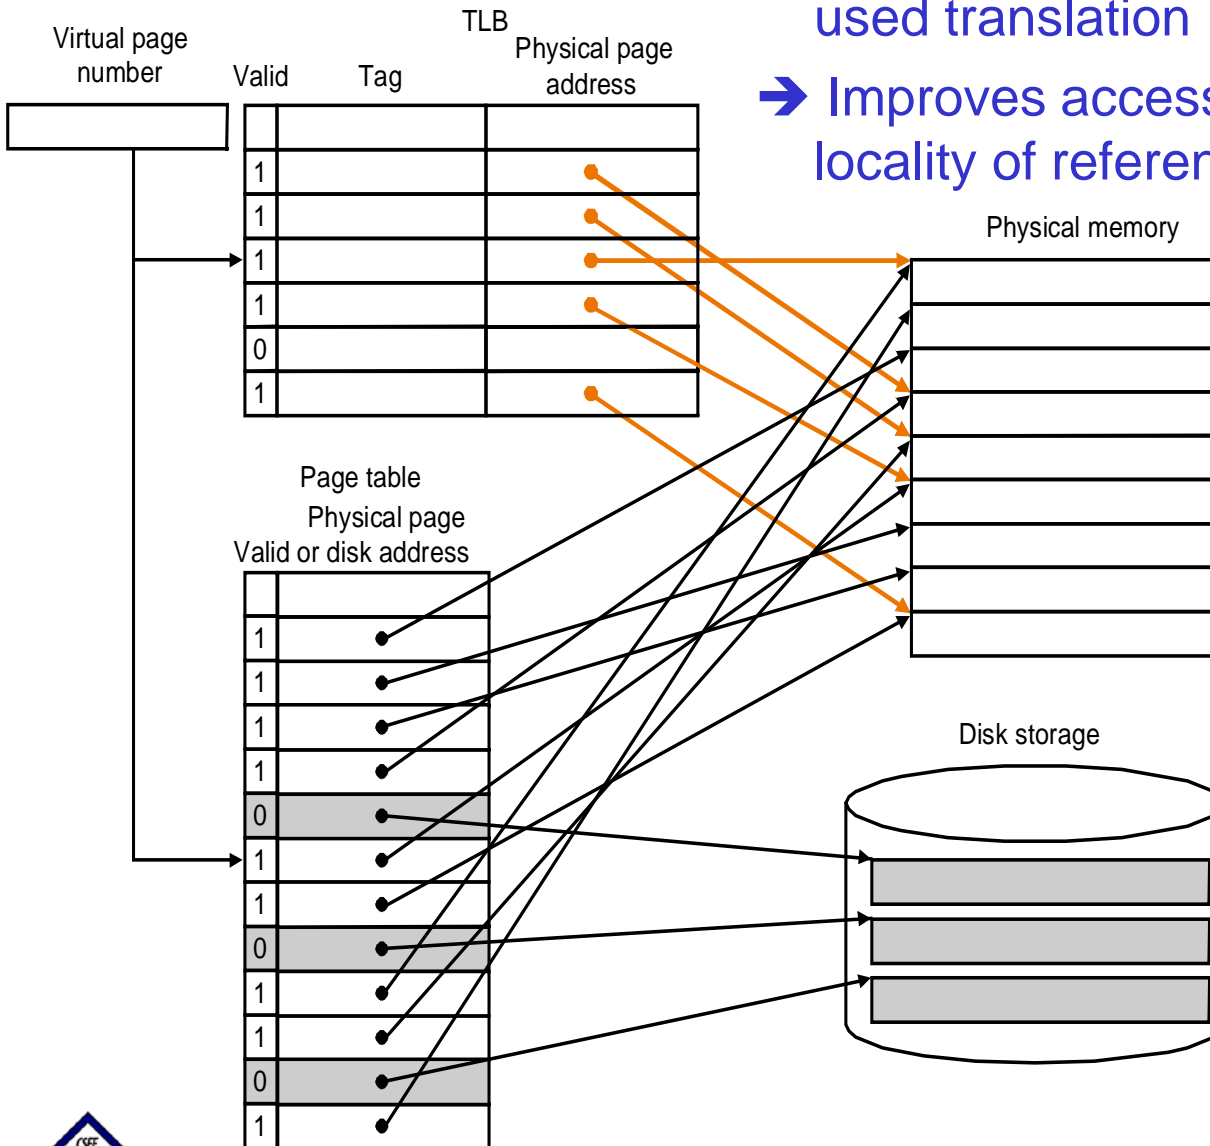 used translation
➔ Improves access
locality of referen
TLB
Virtual page
number
Valid
Tag
Physical page
address
1
1
1
1
0
1
Physical memory
Page table
Physical page
Valid or disk address
1
1
1
1
0
1
1
0
1
1
0
1
Disk storage
CSEE